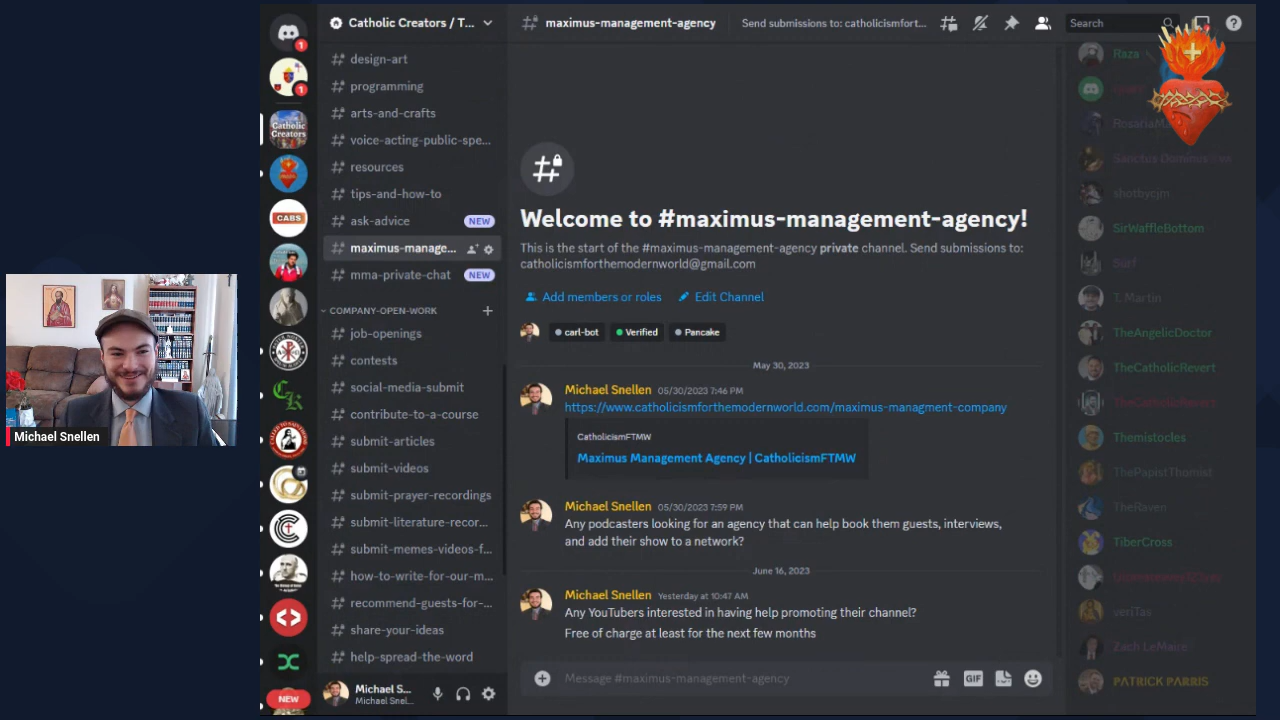 Catholic Creators / T...
maximus-management-agency
Send submissions to: catholicismfort...
Search
1
1
Catholic
Creators
CABS
NEW
design-art
programming
arts-and-crafts
voice-acting-public-spe...
resources
tips-and-how-to
ask-advice NEW
maximus-manage...
mma-private-chat NEW
COMPANY-OPEN-WORK
job-openings
contests
social-media-submit
contribute-to-a-course
submit-articles
submit-videos
submit-prayer-recordings
submit-literature-recor...
submit-memes-videos-f...
how-to-write-for-our-m...
recommend-guests-for-...
share-your-ideas
help-spread-the-word
Michael S...
Michael Snel...
Michael Snellen
Welcome to #maximus-management-agency!
This is the start of the #maximus-management-agency private channel. Send submissions to:
catholicismforthemodernworld@gmail.com
Add members or roles
Edit Channel
carl-bot
Verified
Pancake
May 30, 2023
Michael Snellen 05/30/2023 7:46 PM
https://www.catholicismforthemodernworld.com/maximus-managment-company
CatholicismFTMW
Maximus Management Agency | CatholicismFTMW
Michael Snellen 05/30/2023 7:59 PM
Any podcasters looking for an agency that can help book them guests, interviews,
and add their show to a network?
June 16, 2023
Michael Snellen Yesterday at 10:47 AM
Any YouTubers interested in having help promoting their channel?
Free of charge at least for the next few months
Message #maximus-management-agency
GIF
Raza
shotbycjm
SirWaffleBottom
Surf
T. Martin
TheAngelicDoctor
TheCatholicRevert
TheCatholicRevert
Themistocles
ThePapistThomist
TheRaven
TiberCross
veriTas
Zach LeMaire
PATRICK PARRIS